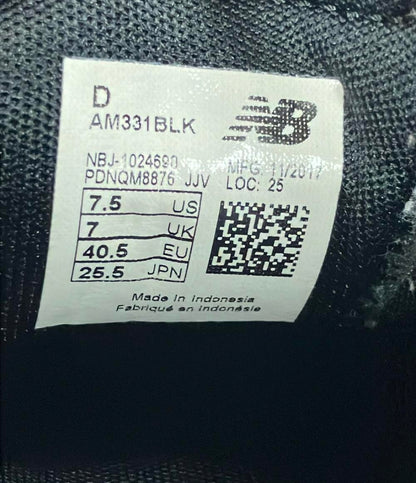 D
NB
AM331BLK
NBJ-1024690 MFG: 11/2017
PDNQM8876 JJV LOC: 25
7.5 US
7 UK
40.5 EU
25.5 JPN
Made in Indonesia
Fabriqué en Indonésie